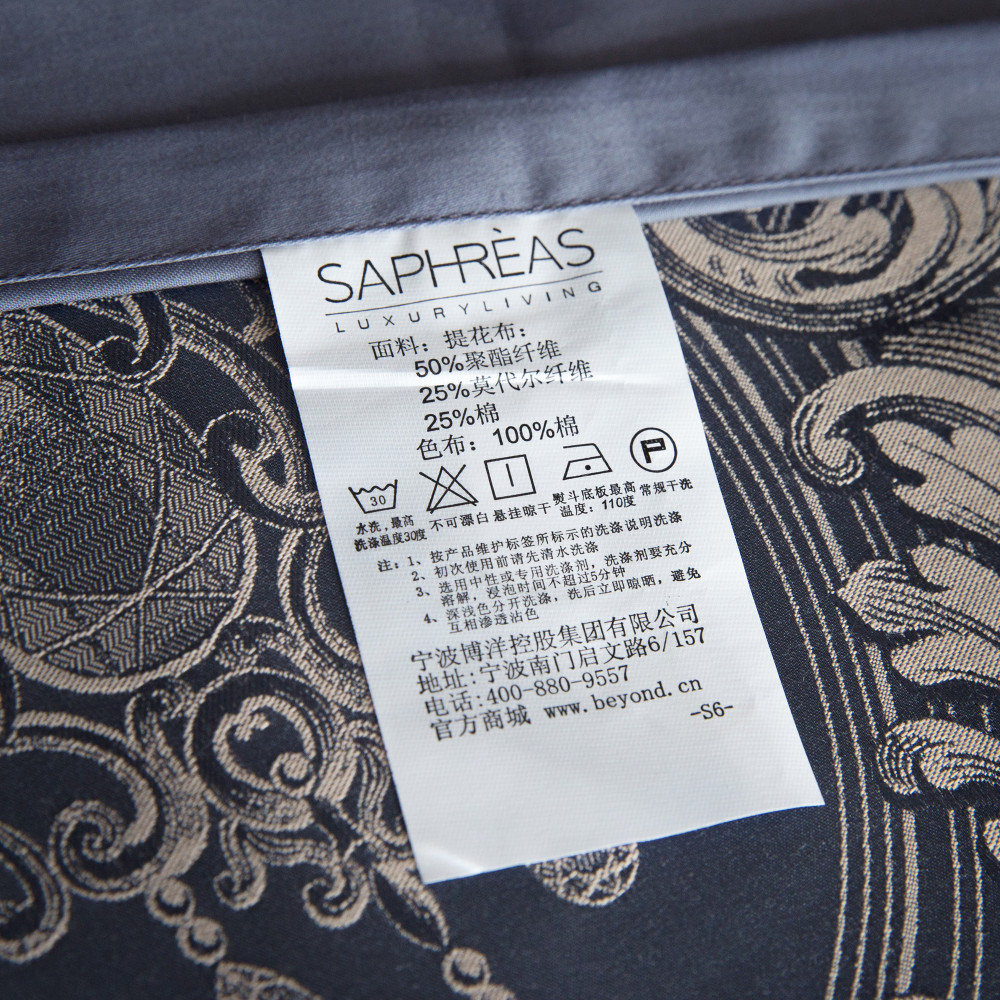 SAPHRÈAS
LUXURYLIVING
面料：提花布：
50%聚酯纤维
25%莫代尔纤维
25%棉
色布：100%棉
30 P
水洗，最高 不可漂白 悬挂晾干 熨斗底板最高 常规干洗
洗涤温度30度 温度：110度
注：1、按产品维护标签所标示的洗涤说明洗涤
2、初次使用前请先清水洗涤
3、选用中性或专用洗涤剂，洗涤剂要充分
溶解，浸泡时间不超过5分钟
4、深浅色分开洗涤，洗后立即晾晒，避免
互相渗透沾色
宁波博洋控股集团有限公司
地址：宁波南门启文路6/157
电话：400-880-9557
官方商城 www.beyond.cn
-S6-